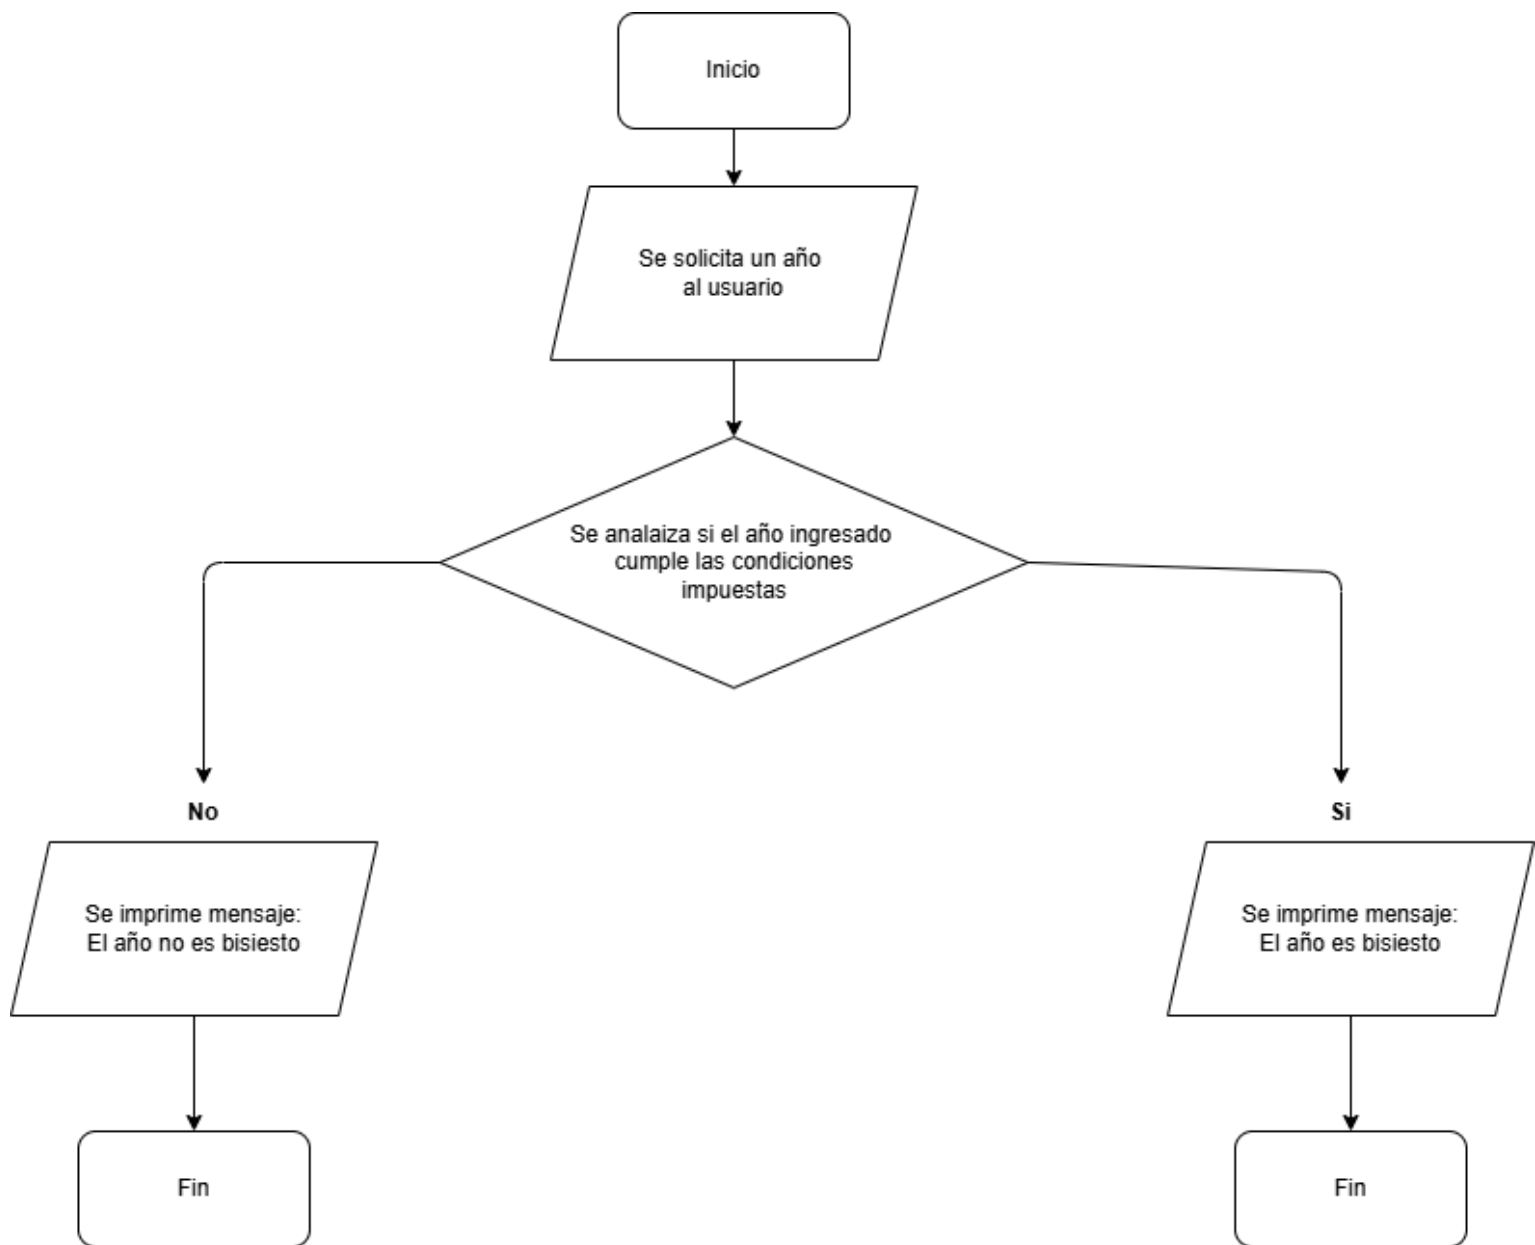 Inicio
Se solicita un año
al usuario
Se analaiza si el año ingresado
cumple las condiciones
impuestas
No
Si
Se imprime mensaje:
El año no es bisiesto
Se imprime mensaje:
El año es bisiesto
Fin
Fin